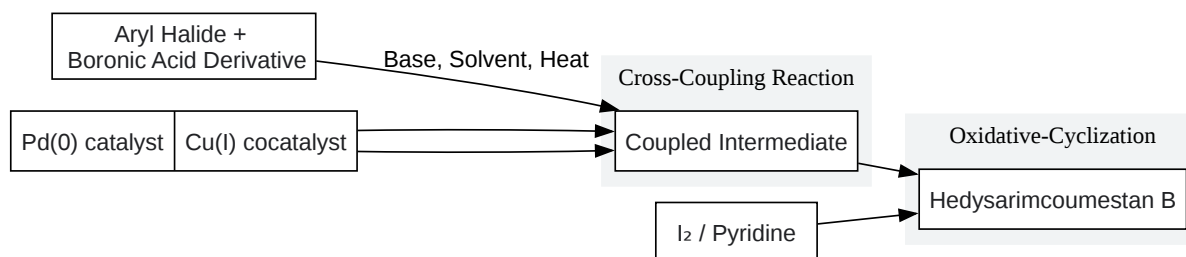 Aryl Halide +
Boronic Acid Derivative
Base, Solvent, Heat
Cross-Coupling Reaction
Pd(0) catalyst
Cu(I) cocatalyst
Coupled Intermediate
Oxidative-Cyclization
Hedysarimcoumestan B
I₂ / Pyridine